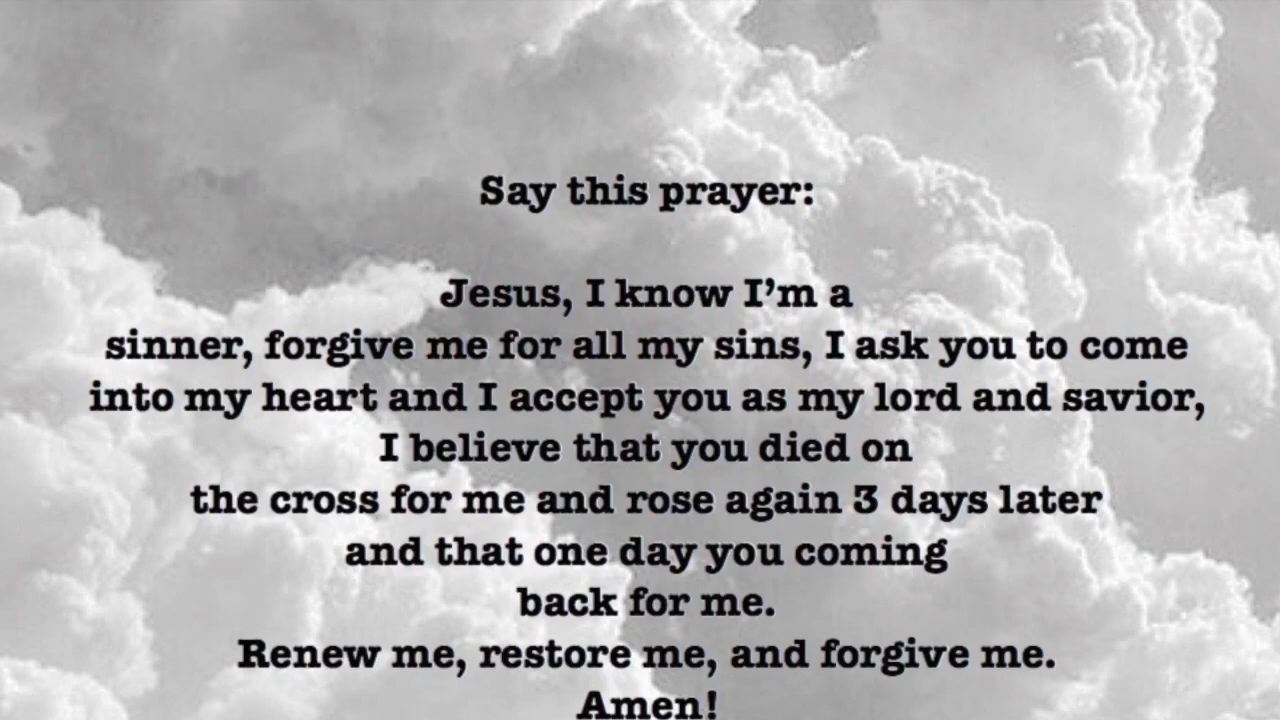 Say this prayer:
Jesus, I know I’m a
sinner, forgive me for all my sins, I ask you to come
into my heart and I accept you as my lord and savior,
I believe that you died on
the cross for me and rose again 3 days later
and that one day you coming
back for me.
Renew me, restore me, and forgive me.
Amen!